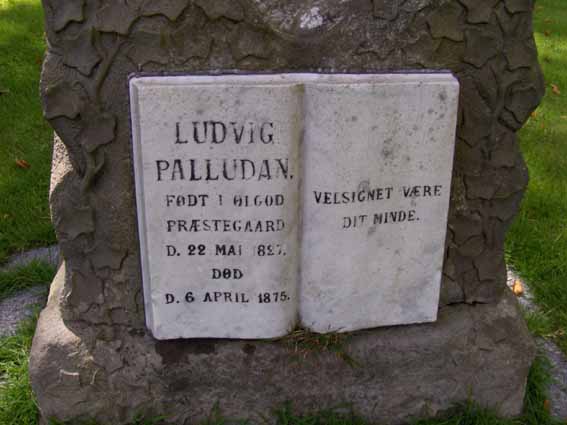 LUDVIG
PALLUDAN.
FØDT I ØLGOD
PRÆSTEGAARD
D. 22 MAI 1827.
DØD
D. 6 APRIL 1875.
VELSIGNET VÆRE
DIT MINDE.